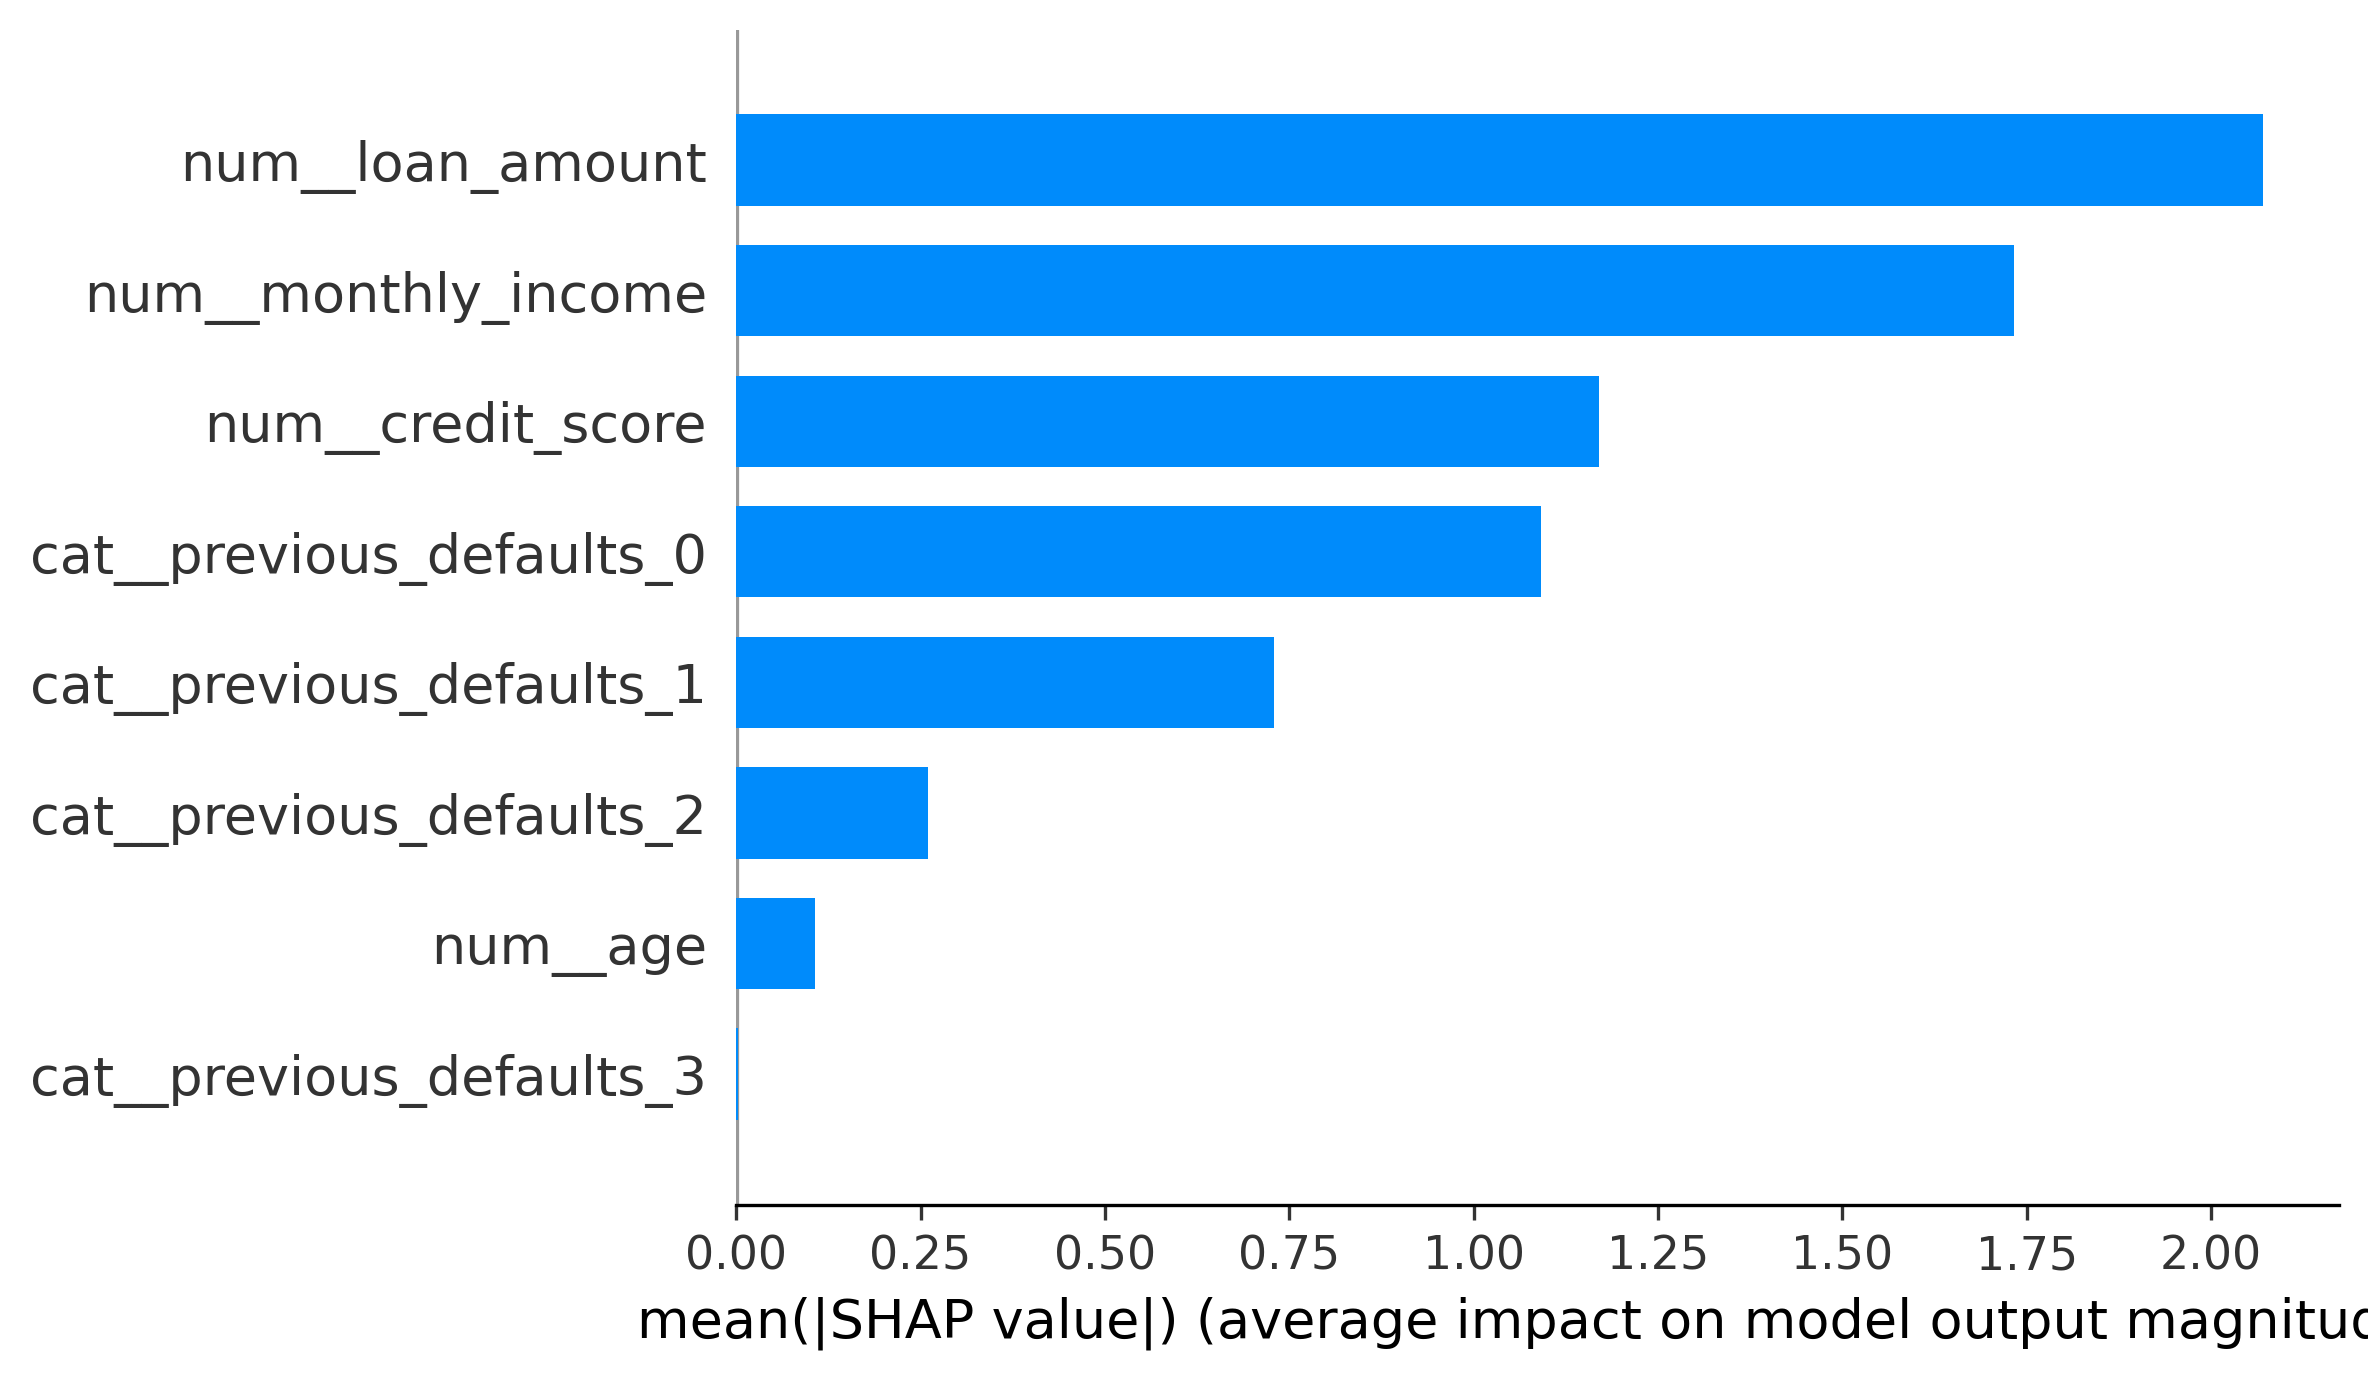 num__loan_amount
num__monthly_income
num__credit_score
cat__previous_defaults_0
cat__previous_defaults_1
cat__previous_defaults_2
num__age
cat__previous_defaults_3
0.00 0.25 0.50 0.75 1.00 1.25 1.50 1.75 2.00
mean(|SHAP value|) (average impact on model output